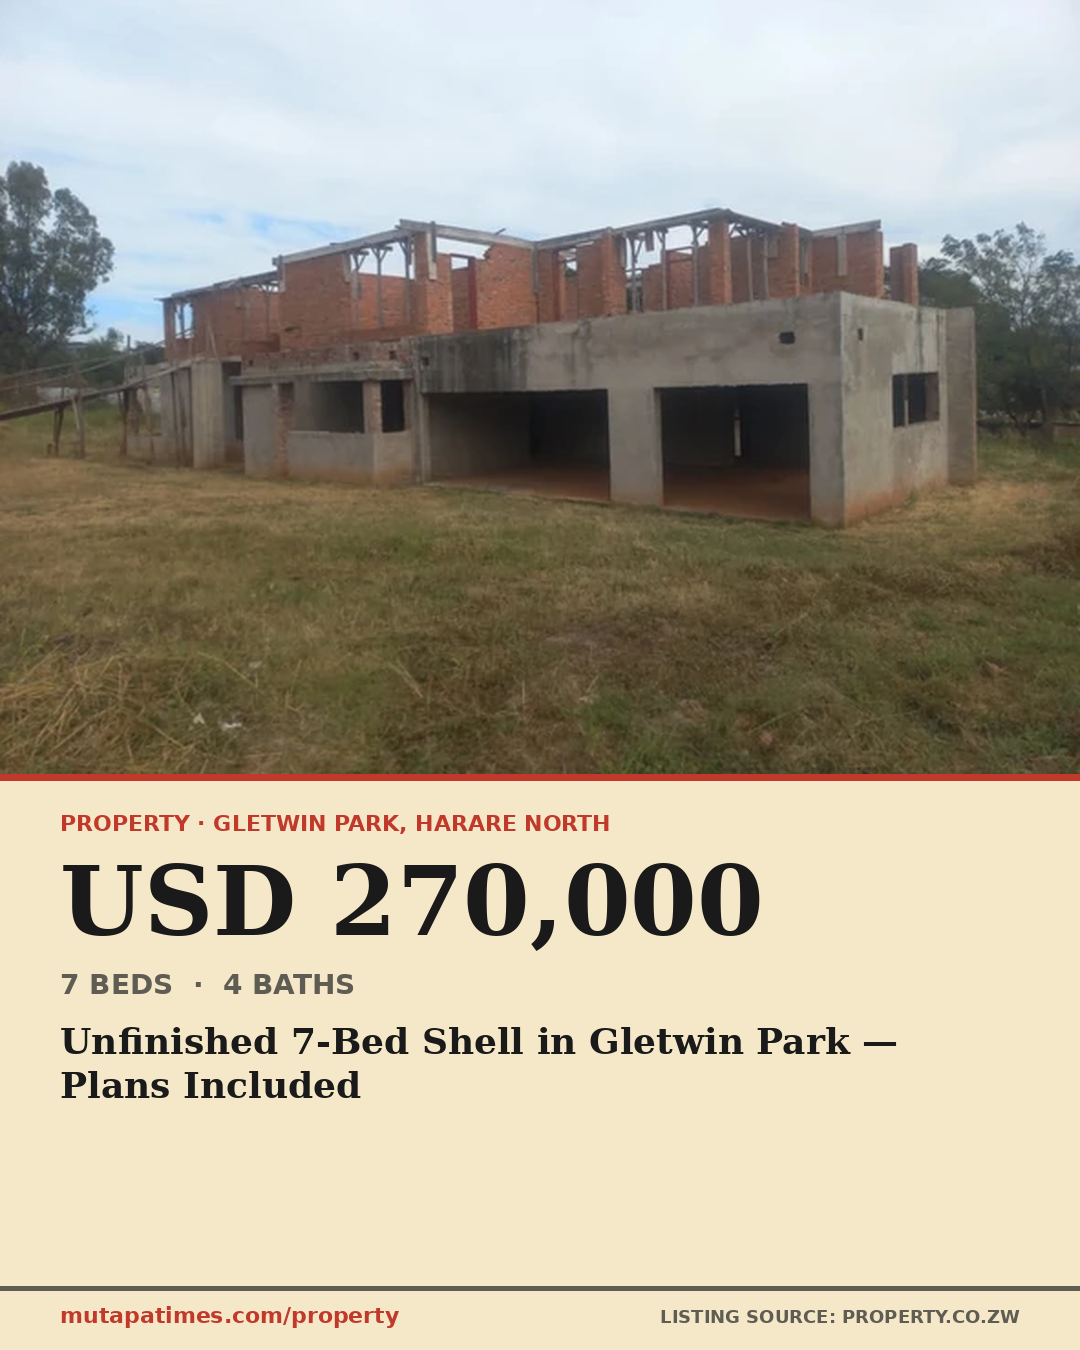 PROPERTY · GLETWIN PARK, HARARE NORTH
USD 270,000
7 BEDS · 4 BATHS
Unfinished 7-Bed Shell in Gletwin Park —
Plans Included
mutapatimes.com/property
LISTING SOURCE: PROPERTY.CO.ZW